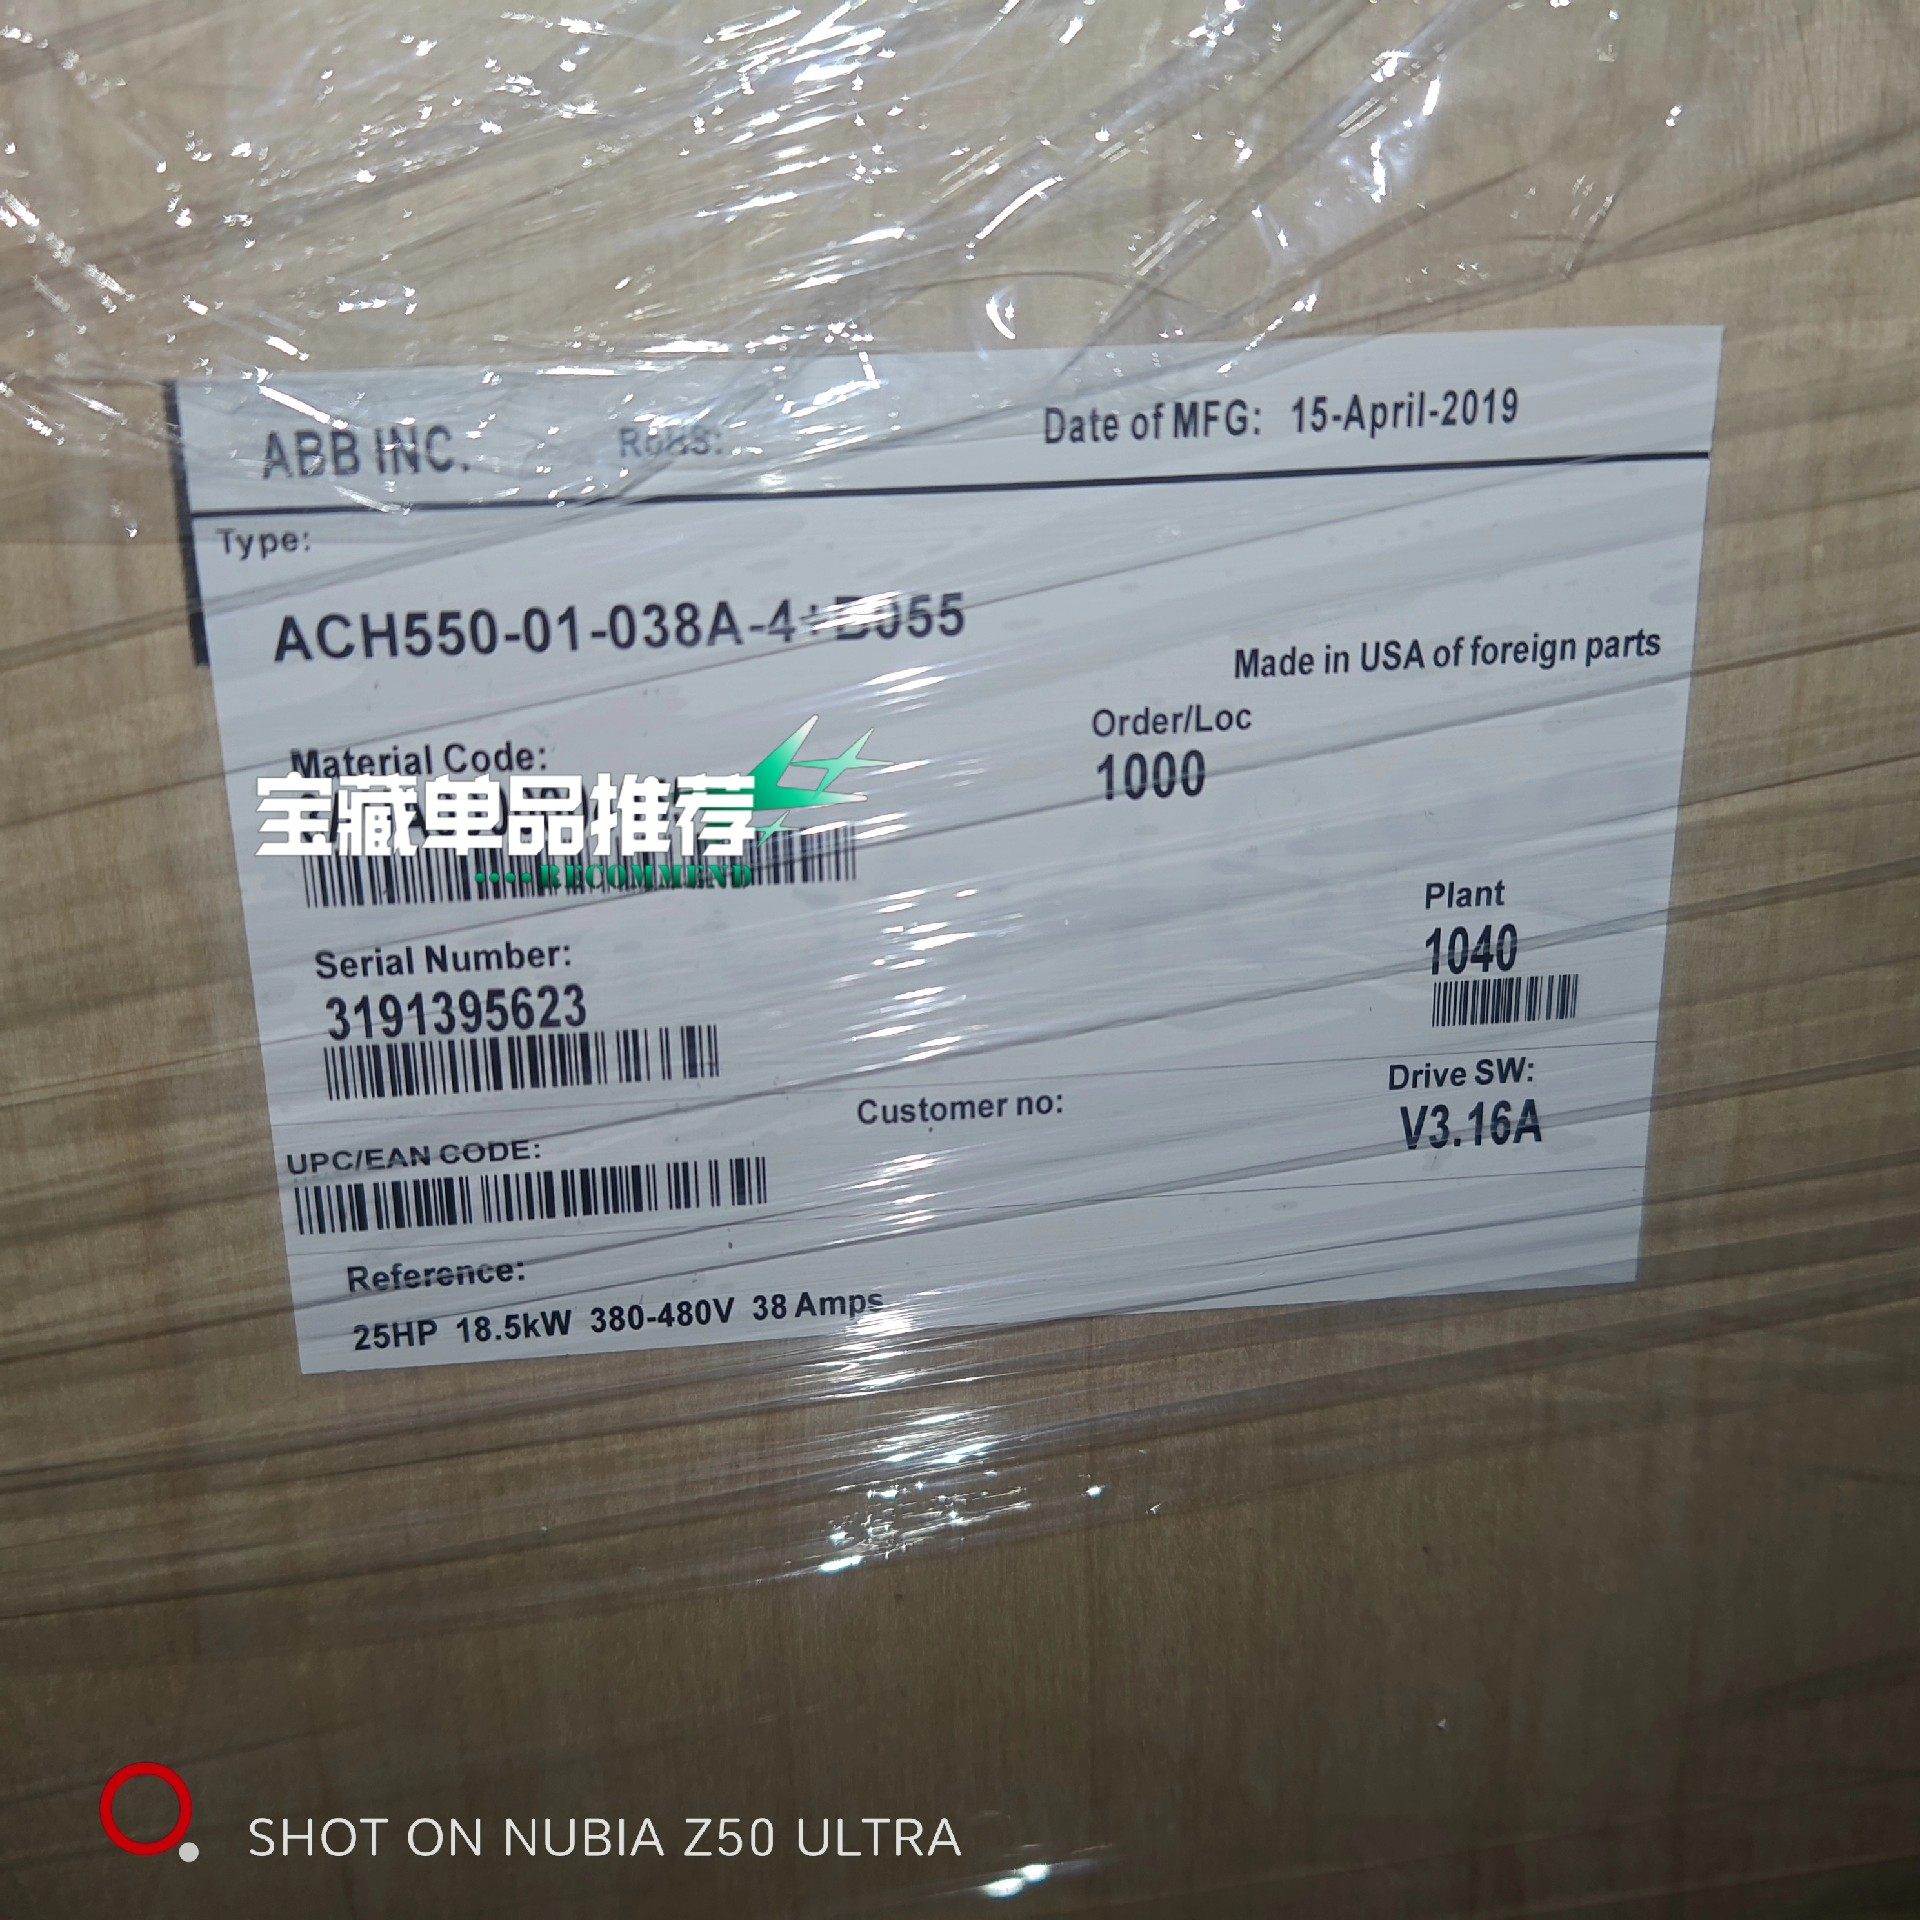 ABB INC. RoHS: Date of MFG: 15-April-2019
Type:
ACH550-01-038A-4+B055
Made in USA of foreign parts
Material Code:
Order/Loc
1000
宝藏单品推荐
RECOMMEND
Plant
1040
Serial Number:
3191395623
Drive SW:
V3.16A
Customer no:
UPC/EAN CODE:
Reference:
25HP 18.5kW 380-480V 38 Amps
SHOT ON NUBIA Z50 ULTRA